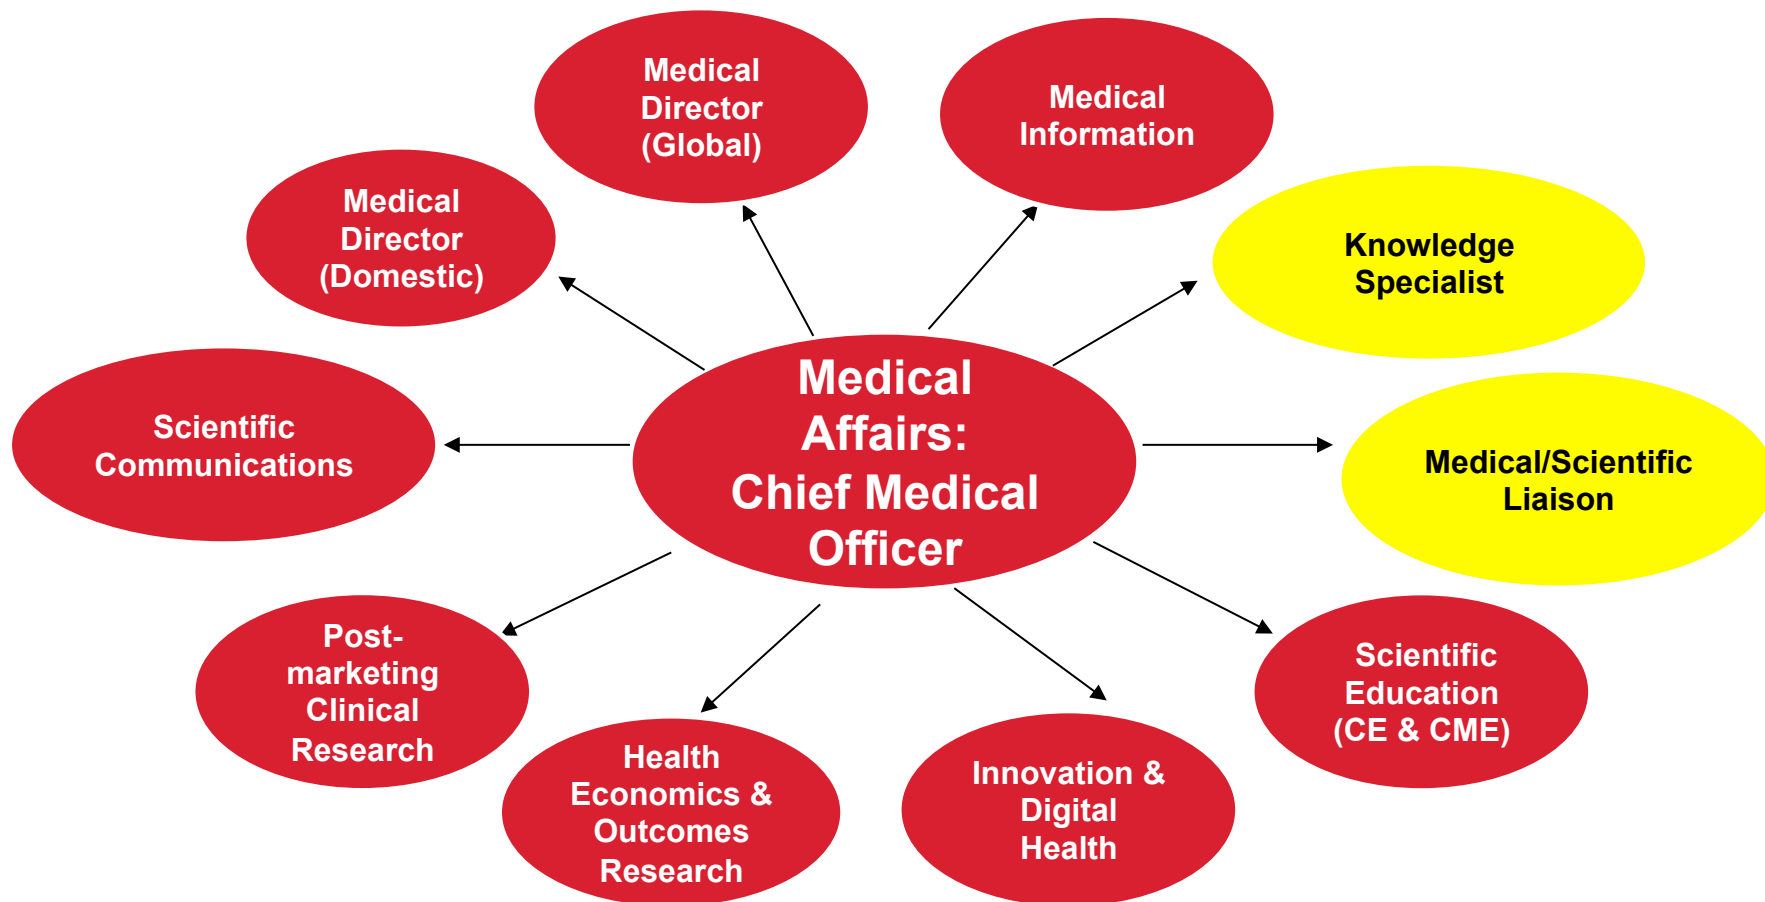 Medical
Director
(Global)
Medical
Information
Medical
Director
(Domestic)
Knowledge
Specialist
Medical
Affairs:
Chief Medical
Officer
Scientific
Communications
Medical/Scientific
Liaison
Post-
marketing
Clinical
Research
Scientific
Education
(CE & CME)
Health
Economics &
Outcomes
Research
Innovation &
Digital
Health